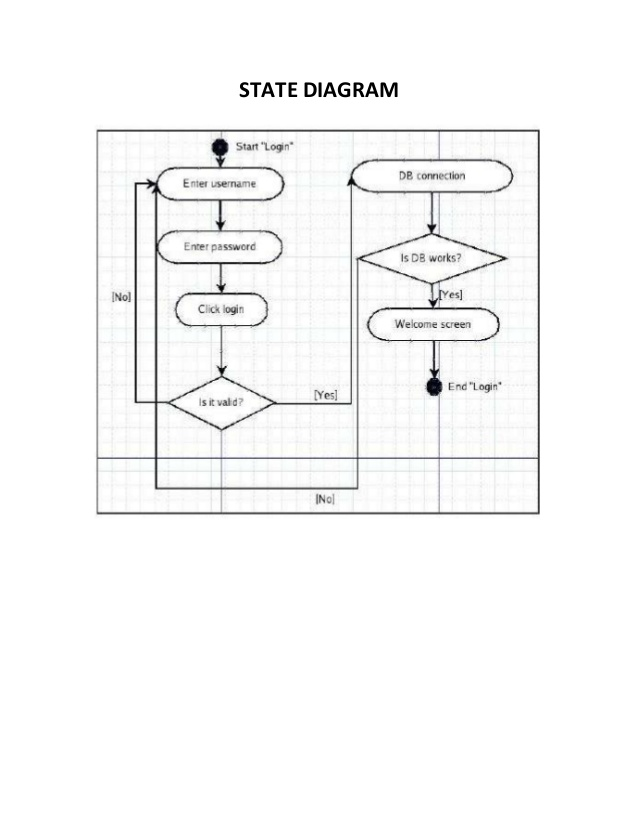 STATE DIAGRAM
Start "Login"
Enter username
Enter password
Click login
[No]
Is it valid?
[Yes]
DB connection
Is DB works?
[Yes]
Welcome screen
End "Login"
[No]